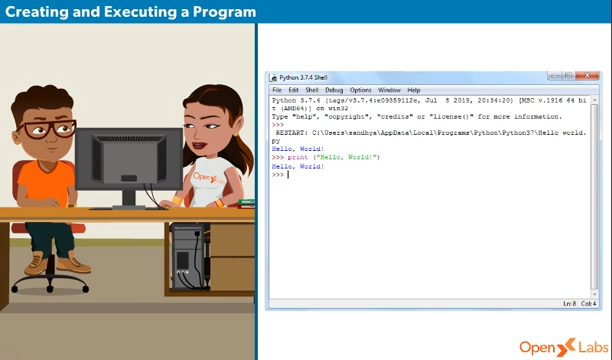 Creating and Executing a Program
Python 3.7.4 Shell
File Edit Shell Debug Options Window Help
Python 3.7.4 (tags/v3.7.4:e09359112e, Jul 8 2019, 20:34:20) [MSC v.1916 64 bi
t (AMD64)] on win32
Type "help", "copyright", "credits" or "license()" for more information.
>>>
RESTART: C:\Users\sandhya\AppData\Local\Programs\Python\Python37\Hello world.
py
Hello, World!
>>> print ("Hello, World!")
Hello, World!
>>>
Ln: 8 Col: 4
OpenXLabs
OpenXLabs